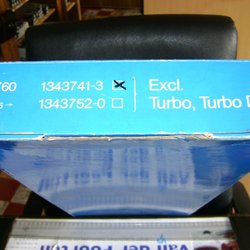 760 1343741-3 ☒ Excl.
1343752-0 ☐ Turbo, Turbo D